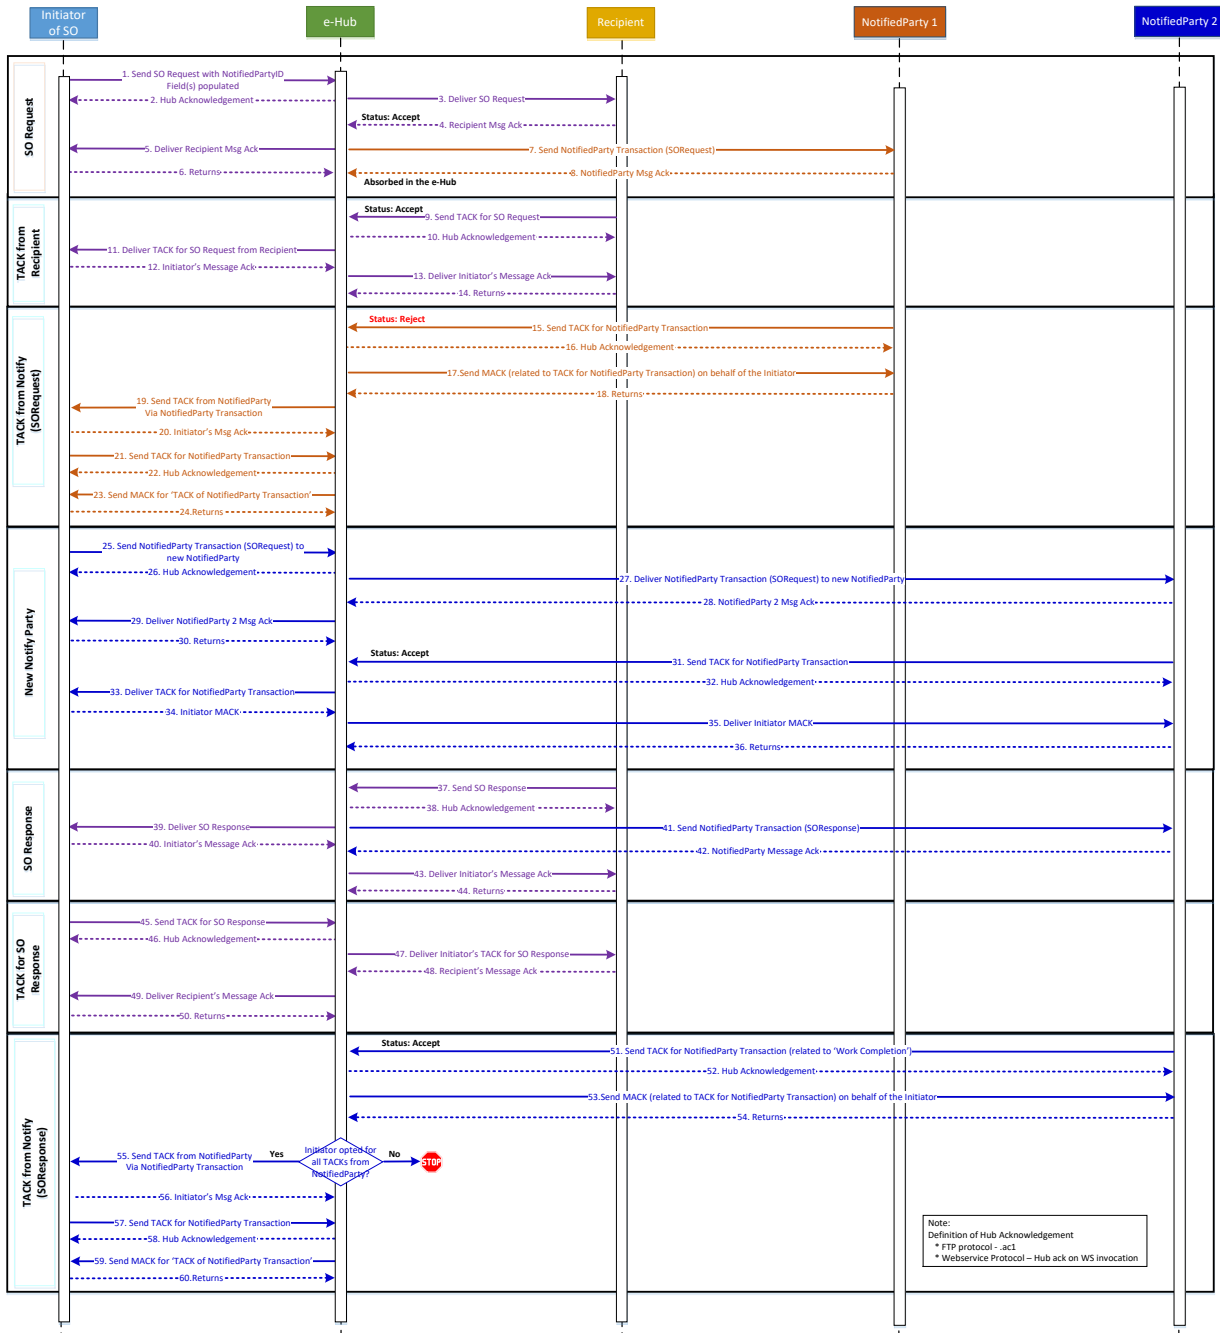 Initiator
of SO
e-Hub
Recipient
NotifiedParty 1
NotifiedParty 2
SO Request
1. Send SO Request with NotifiedPartyID
Field(s) populated
2. Hub Acknowledgement
3. Deliver SO Request
Status: Accept
4. Recipient Msg Ack
5. Deliver Recipient Msg Ack
7. Send NotifiedParty Transaction (SORequest)
6. Returns
8. NotifiedParty Msg Ack
Absorbed in the e-Hub
TACK from
Recipient
Status: Accept
9. Send TACK for SO Request
10. Hub Acknowledgement
11. Deliver TACK for SO Request from Recipient
12. Initiator's Message Ack
13. Deliver Initiator's Message Ack
14. Returns
TACK from Notify
(SORequest)
Status: Reject
15. Send TACK for NotifiedParty Transaction
16. Hub Acknowledgement
17.Send MACK (related to TACK for NotifiedParty Transaction) on behalf of the Initiator
18. Returns
19. Send TACK from NotifiedParty
Via NotifiedParty Transaction
20. Initiator's Msg Ack
21. Send TACK for NotifiedParty Transaction
22. Hub Acknowledgement
23. Send MACK for 'TACK of NotifiedParty Transaction'
24.Returns
New Notify Party
25. Send NotifiedParty Transaction (SORequest) to
new NotifiedParty
26. Hub Acknowledgement
27. Deliver NotifiedParty Transaction (SORequest) to new NotifiedParty
28. NotifiedParty 2 Msg Ack
29. Deliver NotifiedParty 2 Msg Ack
30. Returns
Status: Accept
31. Send TACK for NotifiedParty Transaction
32. Hub Acknowledgement
33. Deliver TACK for NotifiedParty Transaction
34. Initiator MACK
35. Deliver Initiator MACK
36. Returns
SO Response
37. Send SO Response
38. Hub Acknowledgement
39. Deliver SO Response
41. Send NotifiedParty Transaction (SOResponse)
40. Initiator's Message Ack
42. NotifiedParty Message Ack
43. Deliver Initiator's Message Ack
44. Returns
TACK for SO
Response
45. Send TACK for SO Response
46. Hub Acknowledgement
47. Deliver Initiator's TACK for SO Response
48. Recipient's Message Ack
49. Deliver Recipient's Message Ack
50. Returns
TACK from Notify
(SOResponse)
Status: Accept
51. Send TACK for NotifiedParty Transaction (related to 'Work Completion')
52. Hub Acknowledgement
53.Send MACK (related to TACK for NotifiedParty Transaction) on behalf of the Initiator
54. Returns
55. Send TACK from NotifiedParty
Via NotifiedParty Transaction
Yes
Initiator opted for
all TACKs from
NotifiedParty?
No
STOP
56. Initiator's Msg Ack
57. Send TACK for NotifiedParty Transaction
58. Hub Acknowledgement
59. Send MACK for 'TACK of NotifiedParty Transaction'
60.Returns
Note:
Definition of Hub Acknowledgement
* FTP protocol - .ac1
* Webservice Protocol – Hub ack on WS invocation